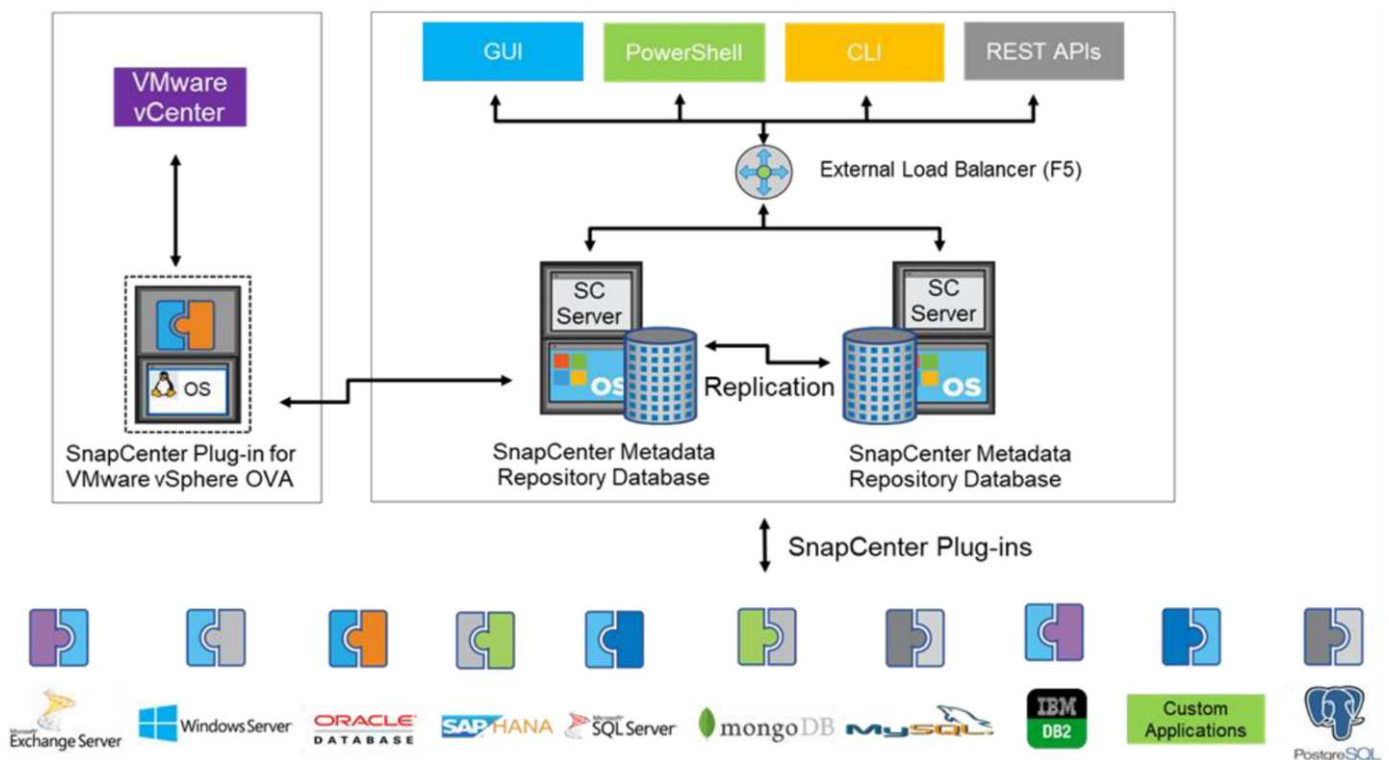 VMware
vCenter
GUI
PowerShell
CLI
REST APIs
External Load Balancer (F5)
SC
Server
SC
Server
OS
OS
OS
Replication
SnapCenter Plug-in for
VMware vSphere OVA
SnapCenter Metadata
Repository Database
SnapCenter Metadata
Repository Database
SnapCenter Plug-ins
Microsoft
Exchange Server
Windows Server
ORACLE
DATABASE
SAP HANA
Microsoft
SQL Server
mongoDB
MySQL
IBM
DB2
Custom
Applications
PostgreSQL